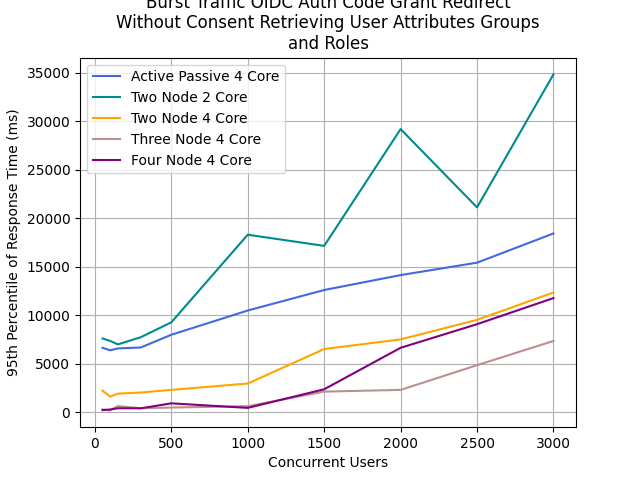 Burst Traffic OIDC Auth Code Grant Redirect
Without Consent Retrieving User Attributes Groups
and Roles
35000
30000
25000
20000
15000
10000
5000
0
95th Percentile of Response Time (ms)
Active Passive 4 Core
Two Node 2 Core
Two Node 4 Core
Three Node 4 Core
Four Node 4 Core
0 500 1000 1500 2000 2500 3000
Concurrent Users